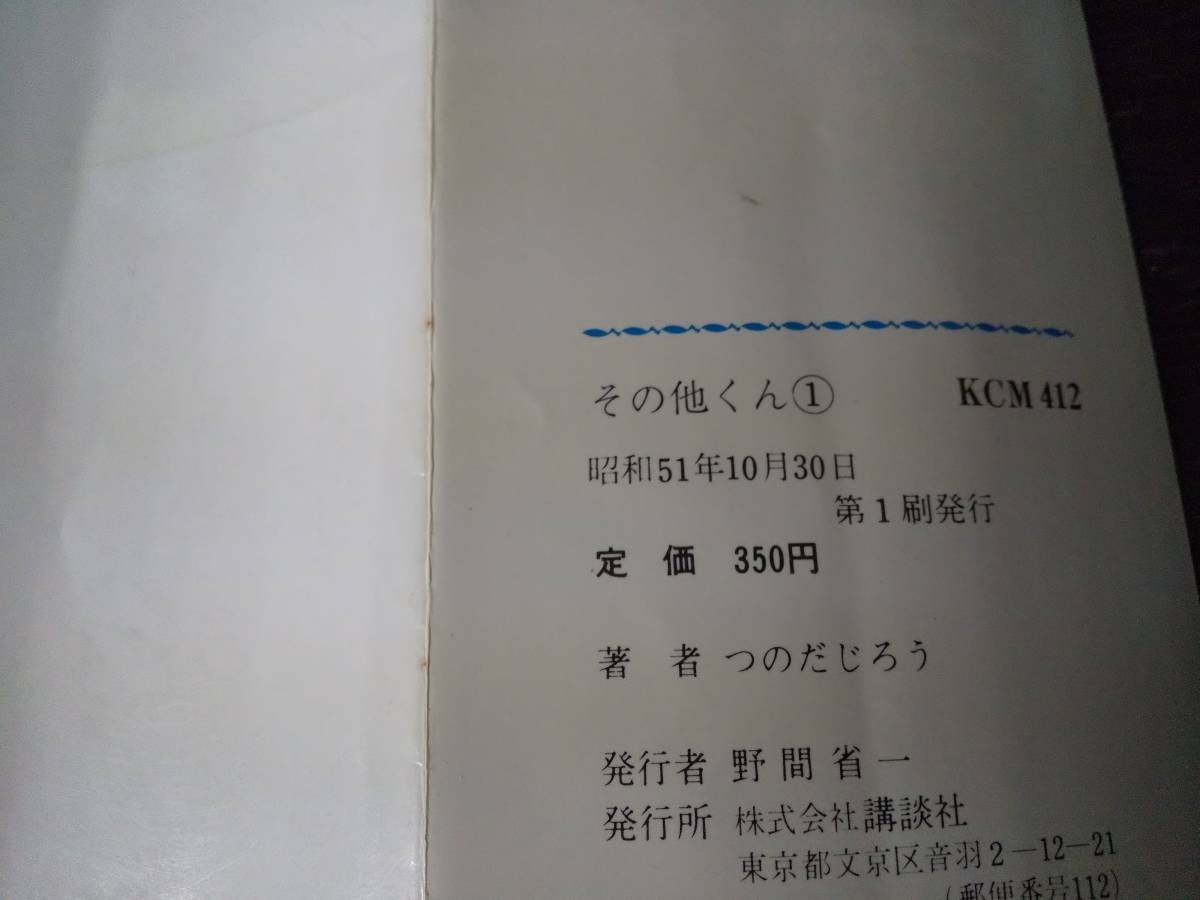 その他くん① KCM 412
昭和51年10月30日
第1刷発行
定 価 350円
著 者 つのだじろう
発行者 野間省一
発行所 株式会社講談社
東京都文京区音羽2-12-21
(郵便番号112)